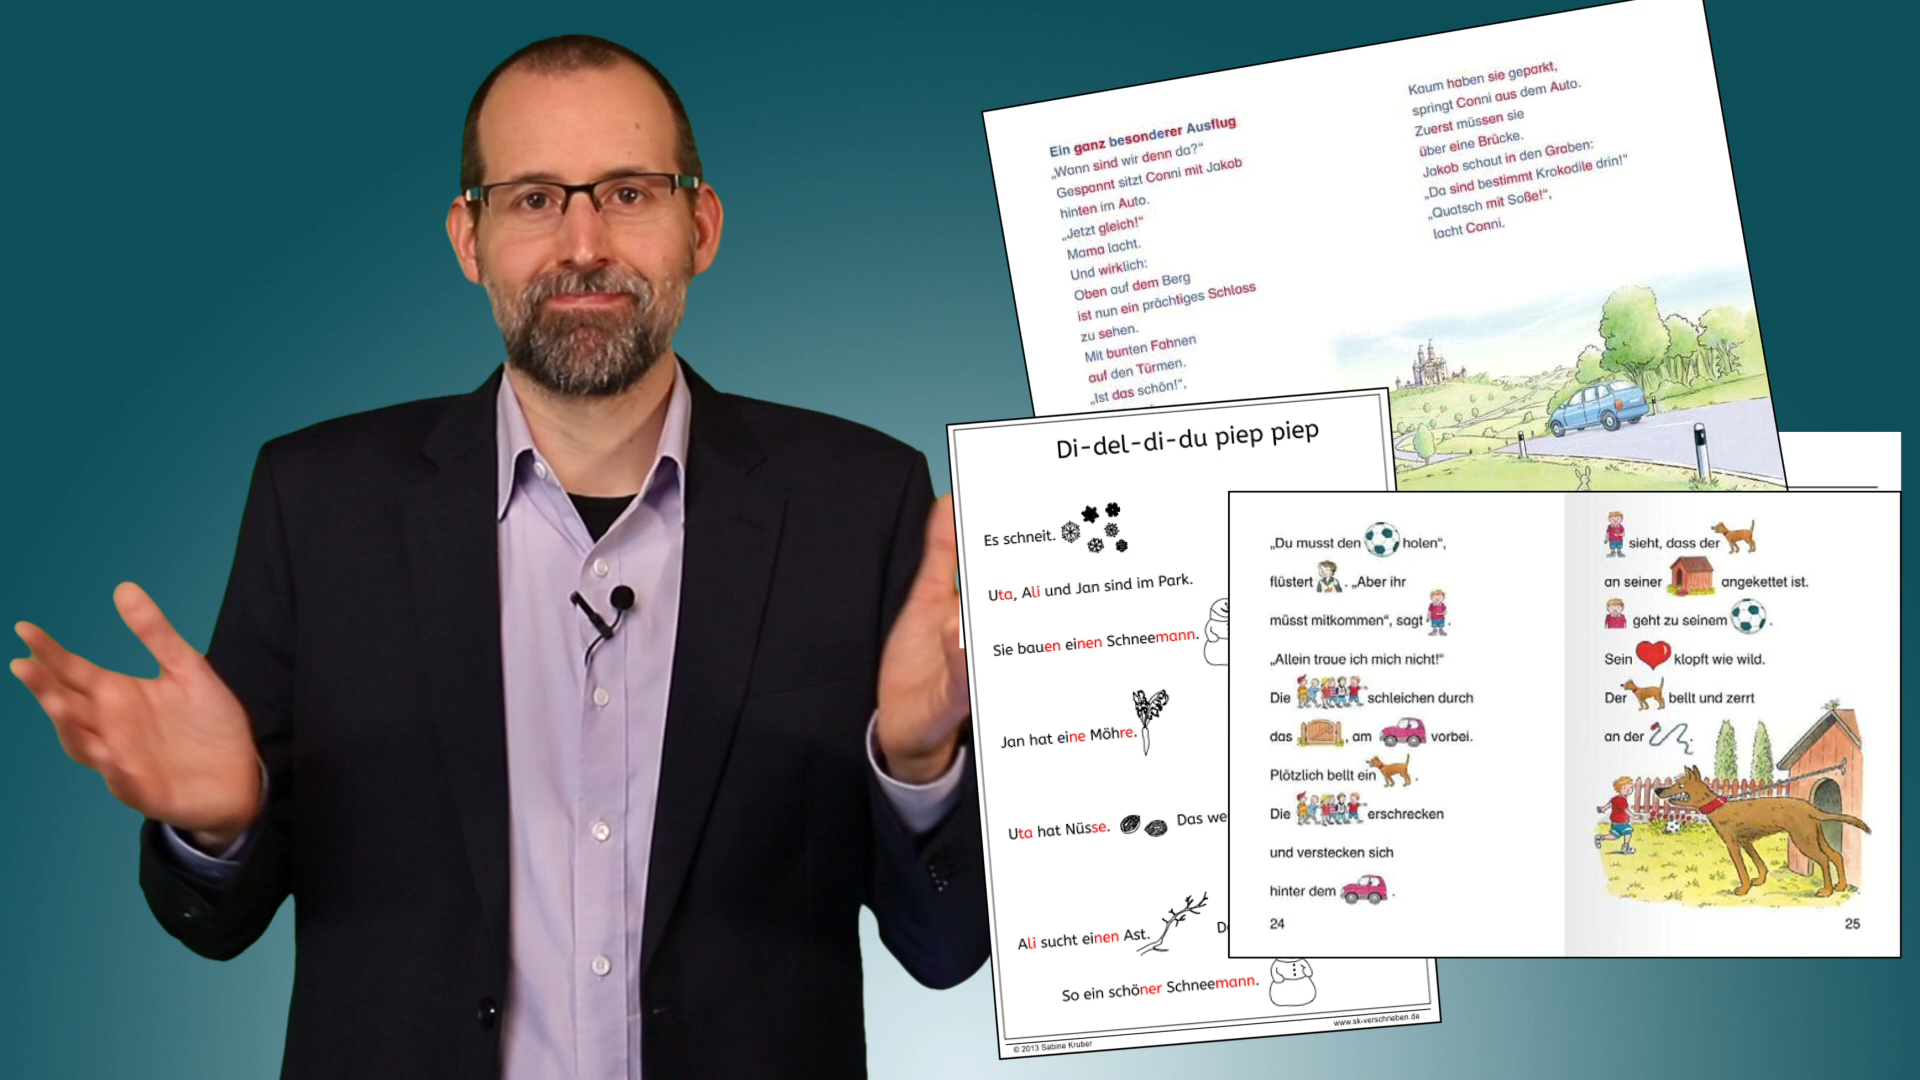 Ein ganz besonderer Ausflug
„Wann sind wir denn da?“
Gespannt sitzt Conni mit Jakob
hinten im Auto.
„Jetzt gleich!“
Mama lacht.
Und wirklich:
Oben auf dem Berg
ist nun ein prächtiges Schloss
zu sehen.
Mit bunten Fahnen
auf den Türmen.
„Ist das schön!“,
Kaum haben sie geparkt,
springt Conni aus dem Auto.
Zuerst müssen sie
über eine Brücke.
Jakob schaut in den Graben:
„Da sind bestimmt Krokodile drin!“
„Quatsch mit Soße!“,
lacht Conni.
Di-del-di-du piep piep
Es schneit.
Uta, Ali und Jan sind im Park.
Sie bauen einen Schneemann.
Jan hat eine Möhre.
Uta hat Nüsse. Das we
Ali sucht einen Ast. D
So ein schöner Schneemann.
www.sk-verschrieben.de
© 2013 Sabine Kruber
„Du musst den holen“,
flüstert . „Aber ihr
müsst mitkommen“, sagt .
„Allein traue ich mich nicht!“
Die schleichen durch
das , am vorbei.
Plötzlich bellt ein .
Die erschrecken
und verstecken sich
hinter dem .
24
sieht, dass der
an seiner angekettet ist.
geht zu seinem .
Sein klopft wie wild.
Der bellt und zerrt
an der .
25